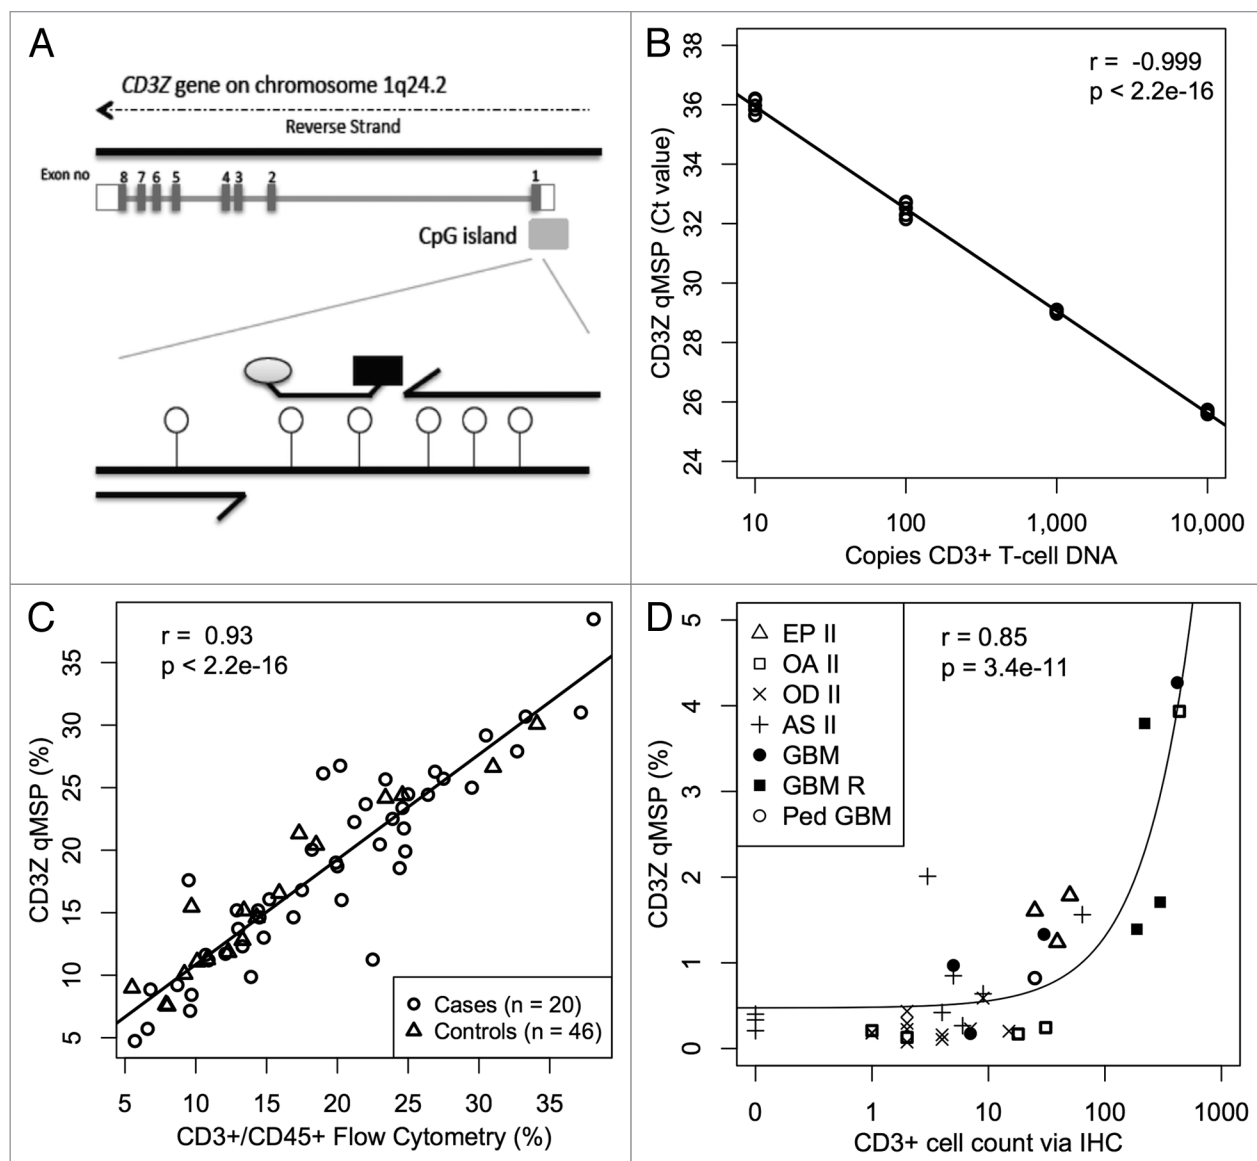 A
CD3Z gene on chromosome 1q24.2
Reverse Strand
Exon no
8 7 6 5 4 3 2 1
CpG island
B
r = -0.999
p < 2.2e-16
CD3Z qMSP (Ct value)
38
36
34
32
30
28
26
24
10 100 1,000 10,000
Copies CD3+ T-cell DNA
C
r = 0.93
p < 2.2e-16
CD3Z qMSP (%)
35
30
25
20
15
10
5
Cases (n = 20)
Controls (n = 46)
5 10 15 20 25 30 35
CD3+/CD45+ Flow Cytometry (%)
D
EP II
OA II
OD II
AS II
GBM
GBM R
Ped GBM
r = 0.85
p = 3.4e-11
CD3Z qMSP (%)
5
4
3
2
1
0
0 1 10 100 1000
CD3+ cell count via IHC